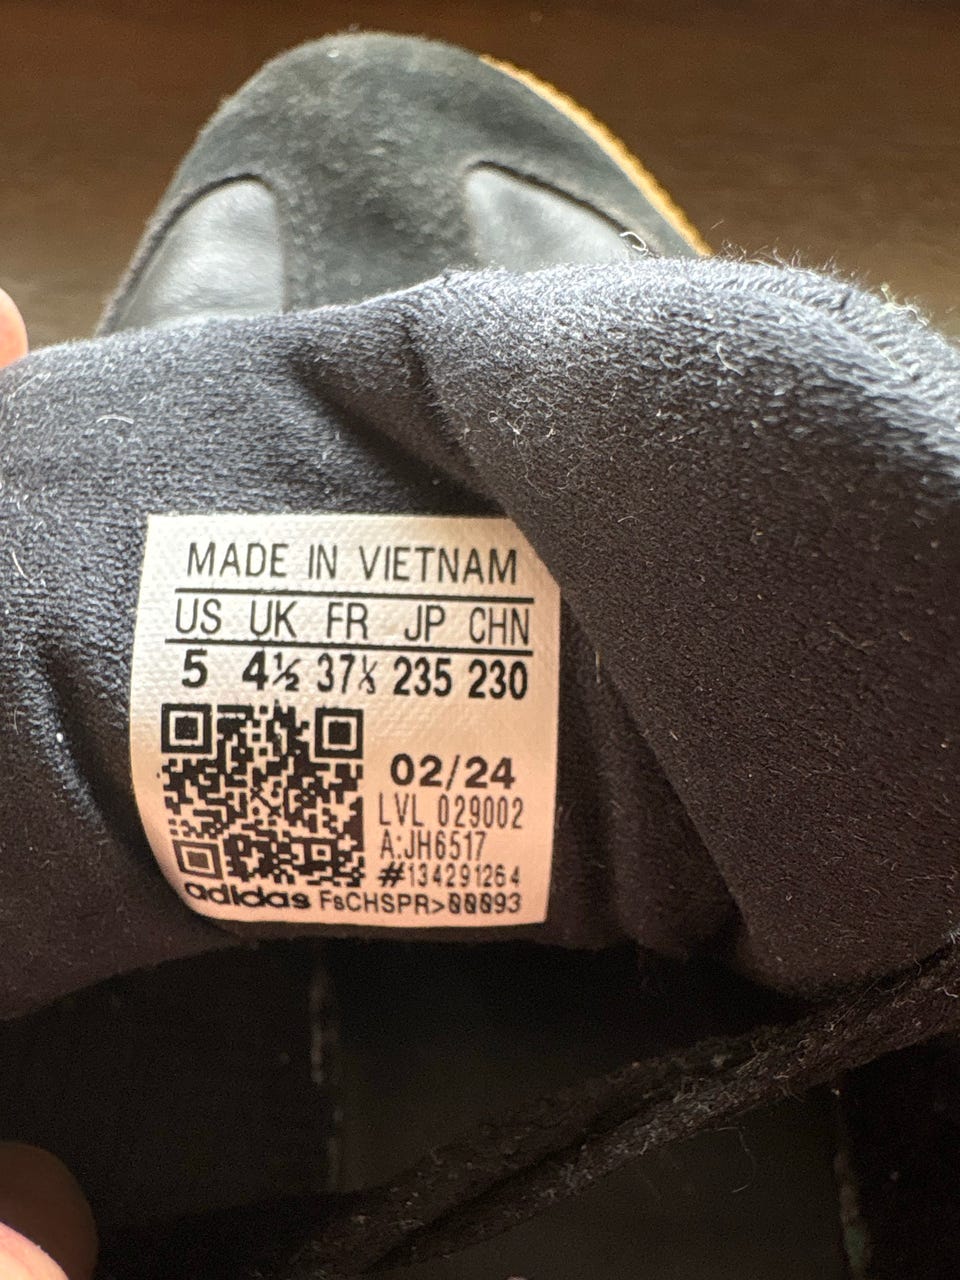 MADE IN VIETNAM
US UK FR JP CHN
5 4½ 37⅓ 235 230
02/24
LVL 029002
A:JH6517
#134291264
adidas FsCHSPR>00093